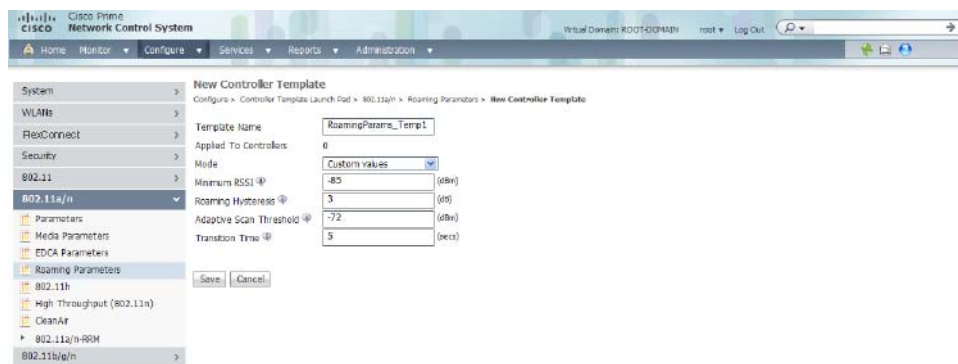 Cisco Prime
CISCO Network Control System
Virtual Domain: ROOT-DOMAIN root Log Out
Home Monitor Configure Services Reports Administration
System
WLANs
FlexConnect
Security
802.11
802.11a/n
Parameters
Media Parameters
EDCA Parameters
Roaming Parameters
802.11h
High Throughput (802.11n)
CleanAir
802.11a/n-RRM
802.11b/g/n
New Controller Template
Configure > Controller Template Launch Pad > 802.11a/n > Roaming Parameters > New Controller Template
Template Name RoamingParams_Temp1
Applied To Controllers 0
Mode Custom values
Minimum RSSI -85 (dBm)
Roaming Hysteresis 3 (dB)
Adaptive Scan Threshold -72 (dBm)
Transition Time 5 (secs)
Save Cancel